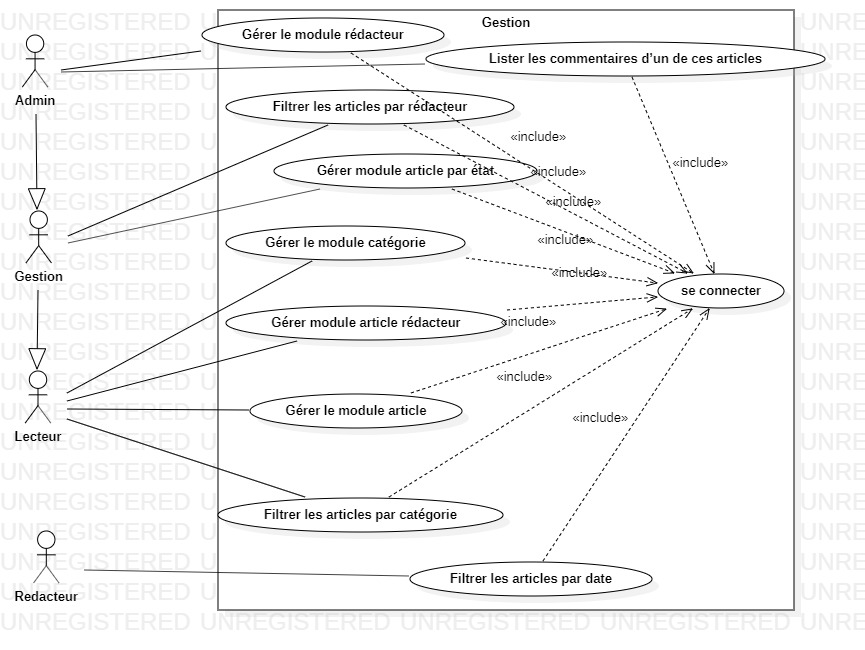 Gestion
Gérer le module rédacteur
Lister les commentaires d'un de ces articles
Admin
Filtrer les articles par rédacteur
«include»
«include»
Gérer module article par état
«include»
«include»
Gestion
Gérer le module catégorie
«include»
«include»
se connecter
Gérer module article rédacteur
«include»
«include»
Lecteur
Gérer le module article
«include»
Filtrer les articles par catégorie
Redacteur
Filtrer les articles par date
UNREGISTERED UNREGISTERED UNREGISTERED UNREGISTERED UNRE